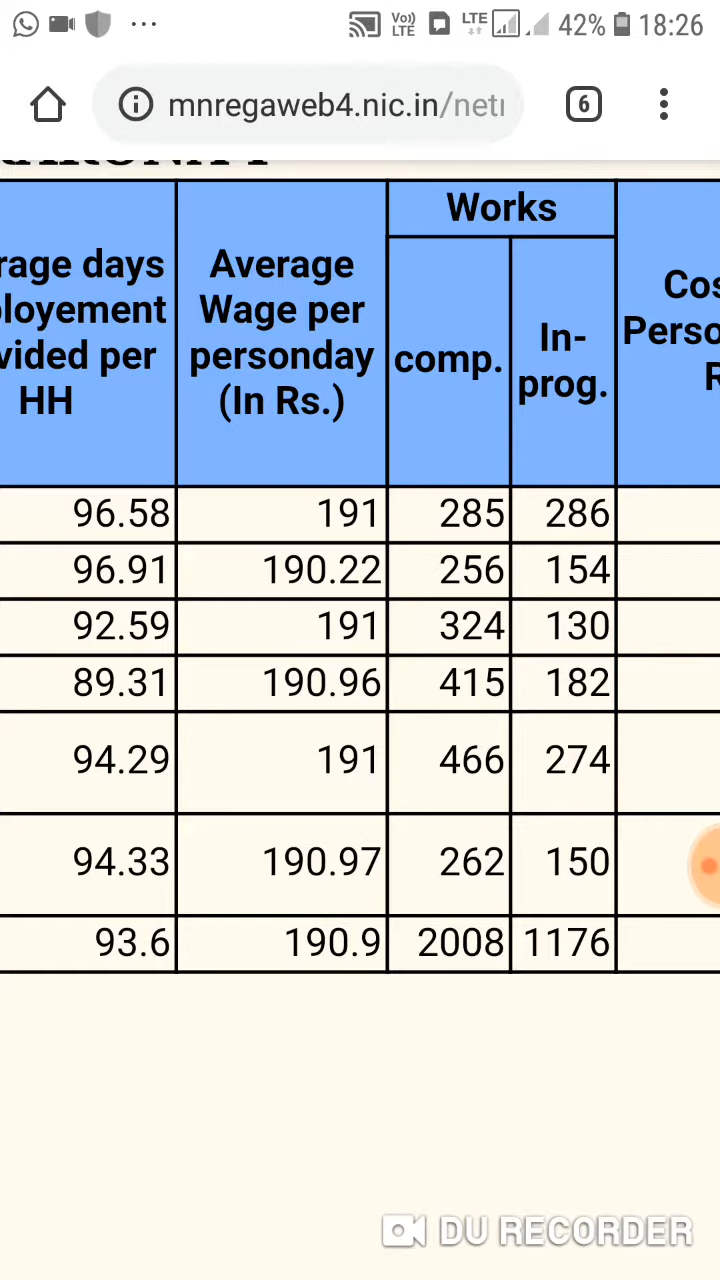 42% 18:26
mnregaweb4.nic.in/net
6
Works
rage days
loyement
vided per
HH
Average
Wage per
personday
(In Rs.)
comp.
In-
prog.
Cos
Perso
R
96.58 191 285 286
96.91 190.22 256 154
92.59 191 324 130
89.31 190.96 415 182
94.29 191 466 274
94.33 190.97 262 150
93.6 190.9 2008 1176
DU RECORDER